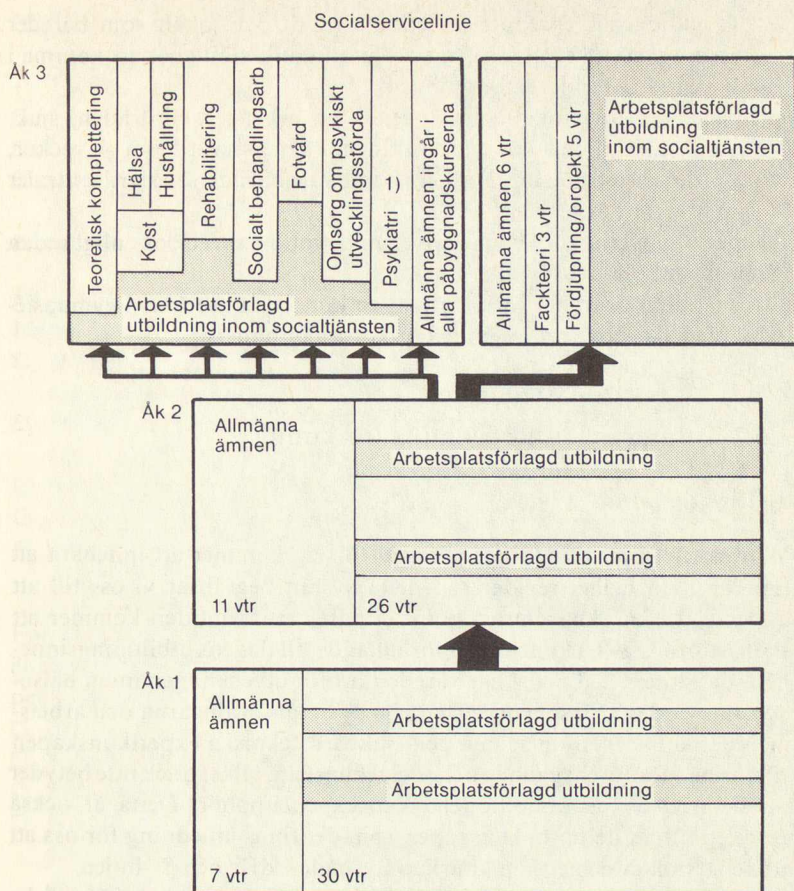 Socialservicelinje
Åk 3
Teoretisk komplettering
Hälsa
Hushållning
Kost
Rehabilitering
Socialt behandlingsarb
Fotvård
Omsorg om psykiskt
utvecklingsstörda
Psykiatri 1)
Allmänna ämnen ingår i
alla påbyggnadskurserna
Arbetsplatsförlagd
utbildning inom socialtjänsten
Allmänna ämnen 6 vtr
Fackteori 3 vtr
Fördjupning/projekt 5 vtr
Arbetsplatsförlagd
utbildning
inom socialtjänsten
Åk 2
Allmänna
ämnen
Arbetsplatsförlagd utbildning
Arbetsplatsförlagd utbildning
11 vtr
26 vtr
Åk 1
Allmänna
ämnen
Arbetsplatsförlagd utbildning
Arbetsplatsförlagd utbildning
7 vtr
30 vtr